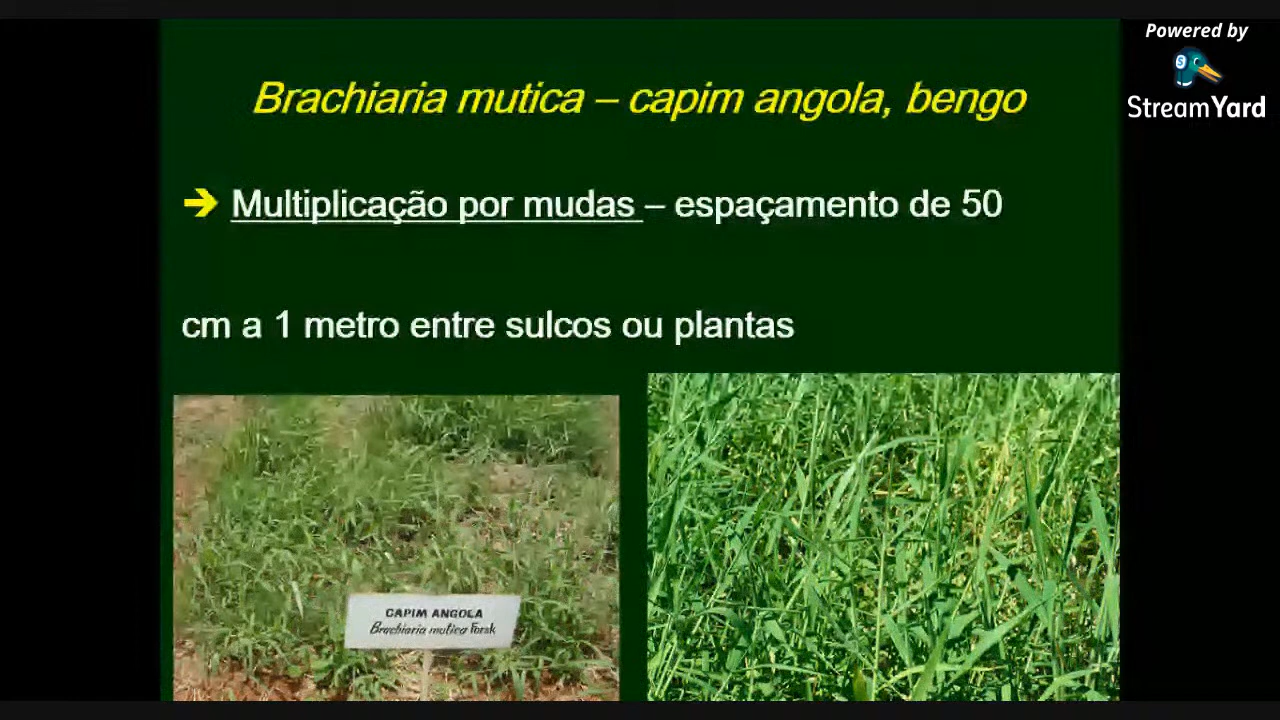 Powered by
StreamYard
Brachiaria mutica – capim angola, bengo
➔ Multiplicação por mudas – espaçamento de 50
cm a 1 metro entre sulcos ou plantas
CAPIM ANGOLA
Brachiaria mutica Forsk